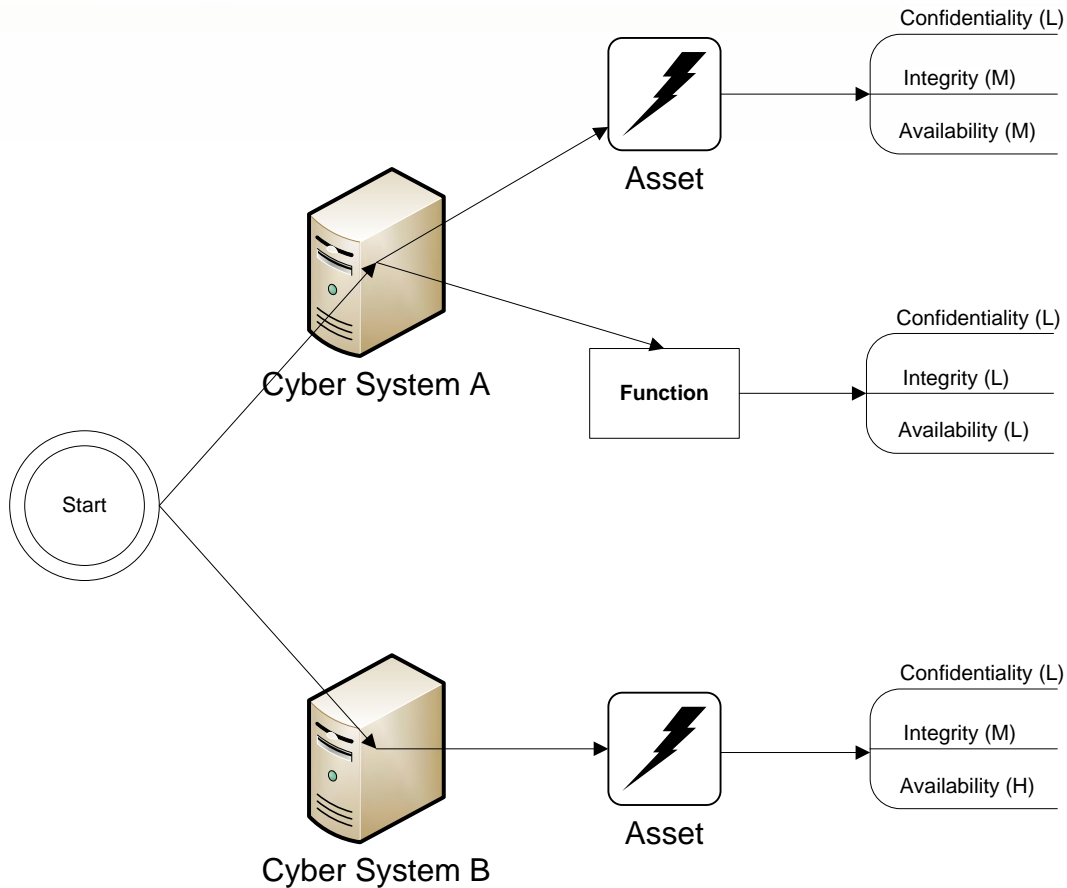 Confidentiality (L)
Integrity (M)
Availability (M)
Asset
Cyber System A
Confidentiality (L)
Integrity (L)
Availability (L)
Function
Start
Confidentiality (L)
Integrity (M)
Availability (H)
Asset
Cyber System B